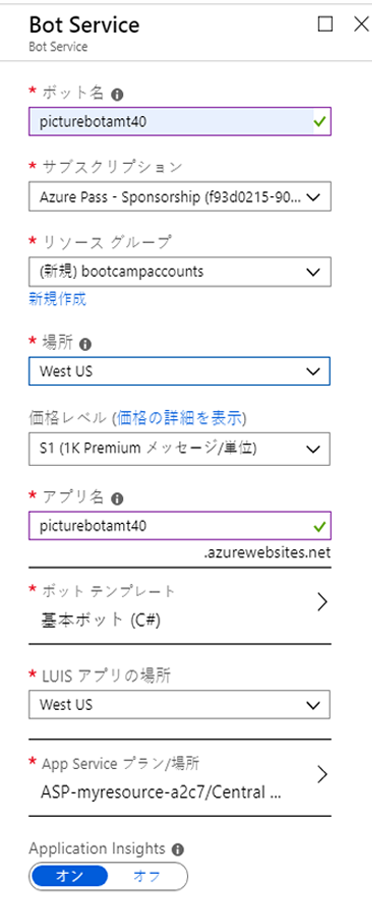 Bot Service
Bot Service
* ボット名
picturebotamt40
* サブスクリプション
Azure Pass - Sponsorship (f93d0215-90...
* リソース グループ
(新規) bootcampaccounts
新規作成
* 場所
West US
価格レベル (価格の詳細を表示)
S1 (1K Premium メッセージ/単位)
* アプリ名
picturebotamt40
.azurewebsites.net
* ボット テンプレート
基本ボット (C#)
* LUIS アプリの場所
West US
* App Service プラン/場所
ASP-myresource-a2c7/Central ...
Application Insights
オン オフ